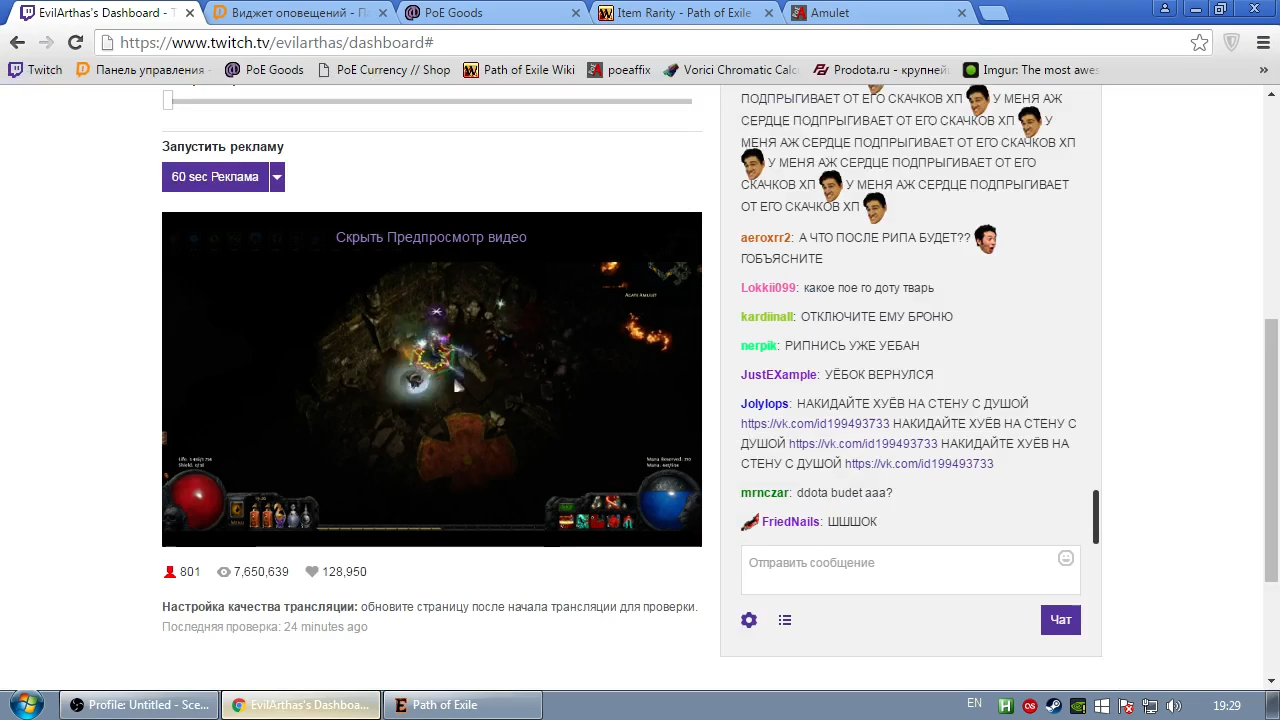 EvilArthas's Dashboard - T
Виджет оповещений - П
PoE Goods
Item Rarity - Path of Exile
Amulet
https://www.twitch.tv/evilarthas/dashboard#
Twitch
Панель управления
PoE Goods
PoE Currency // Shop
Path of Exile Wiki
poeaffix
Vorici Chromatic Calc
Prodota.ru - крупней
Imgur: The most awes
»
Запустить рекламу
60 sec Реклама
Скрыть Предпросмотр видео
Agate Amulet
801
7,650,639
128,950
Настройка качества трансляции: обновите страницу после начала трансляции для проверки.
Последняя проверка: 24 minutes ago
ПОДПРЫГИВАЕТ ОТ ЕГО СКАЧКОВ ХП У МЕНЯ АЖ
СЕРДЦЕ ПОДПРЫГИВАЕТ ОТ ЕГО СКАЧКОВ ХП У
МЕНЯ АЖ СЕРДЦЕ ПОДПРЫГИВАЕТ ОТ ЕГО СКАЧКОВ ХП
У МЕНЯ АЖ СЕРДЦЕ ПОДПРЫГИВАЕТ ОТ ЕГО
СКАЧКОВ ХП У МЕНЯ АЖ СЕРДЦЕ ПОДПРЫГИВАЕТ
ОТ ЕГО СКАЧКОВ ХП
aeroxrr2: А ЧТО ПОСЛЕ РИПА БУДЕТ??
ГОБЪЯСНИТЕ
Lokkii099: какое пое го доту тварь
kardiinall: ОТКЛЮЧИТЕ ЕМУ БРОНЮ
nerpik: РИПНИСЬ УЖЕ УЕБАН
JustEXample: УЁБОК ВЕРНУЛСЯ
Jolylops: НАКИДАЙТЕ ХУЁВ НА СТЕНУ С ДУШОЙ
https://vk.com/id199493733 НАКИДАЙТЕ ХУЁВ НА СТЕНУ С
ДУШОЙ https://vk.com/id199493733 НАКИДАЙТЕ ХУЁВ НА
СТЕНУ С ДУШОЙ https://vk.com/id199493733
mrnczar: ddota budet aaa?
FriedNails: ШШШОК
Отправить сообщение
Чат
Profile: Untitled - Sce...
EvilArthas's Dashboa...
Path of Exile
EN
19:29